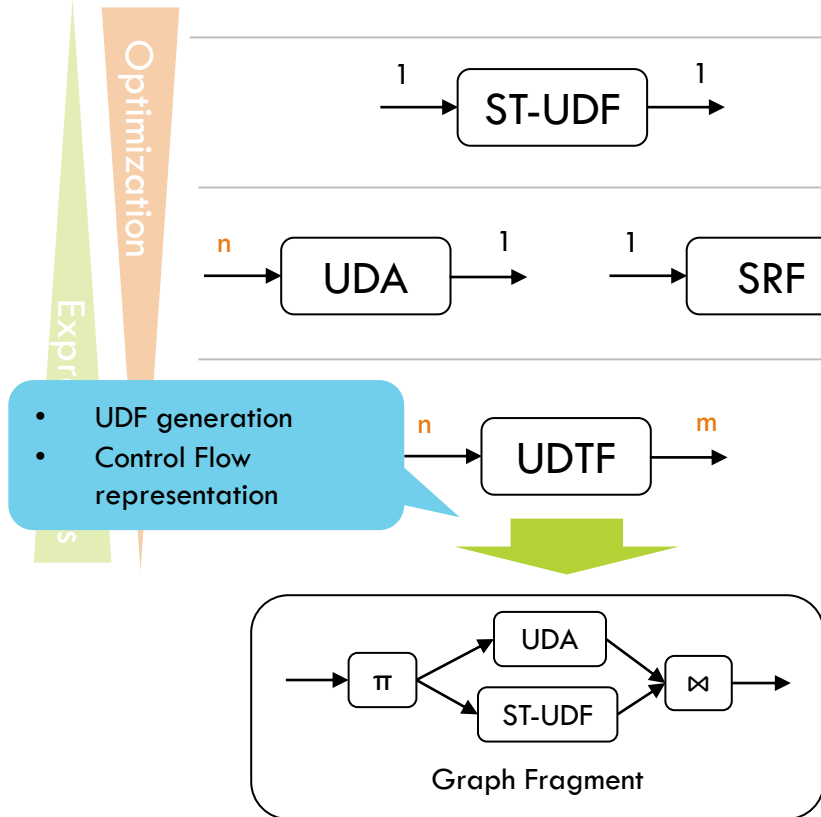 Optimization
1
ST-UDF
1
n
UDA
1
1
SRF
• UDF generation
• Control Flow
representation
n
UDTF
m
π
UDA
ST-UDF
⋈
Graph Fragment